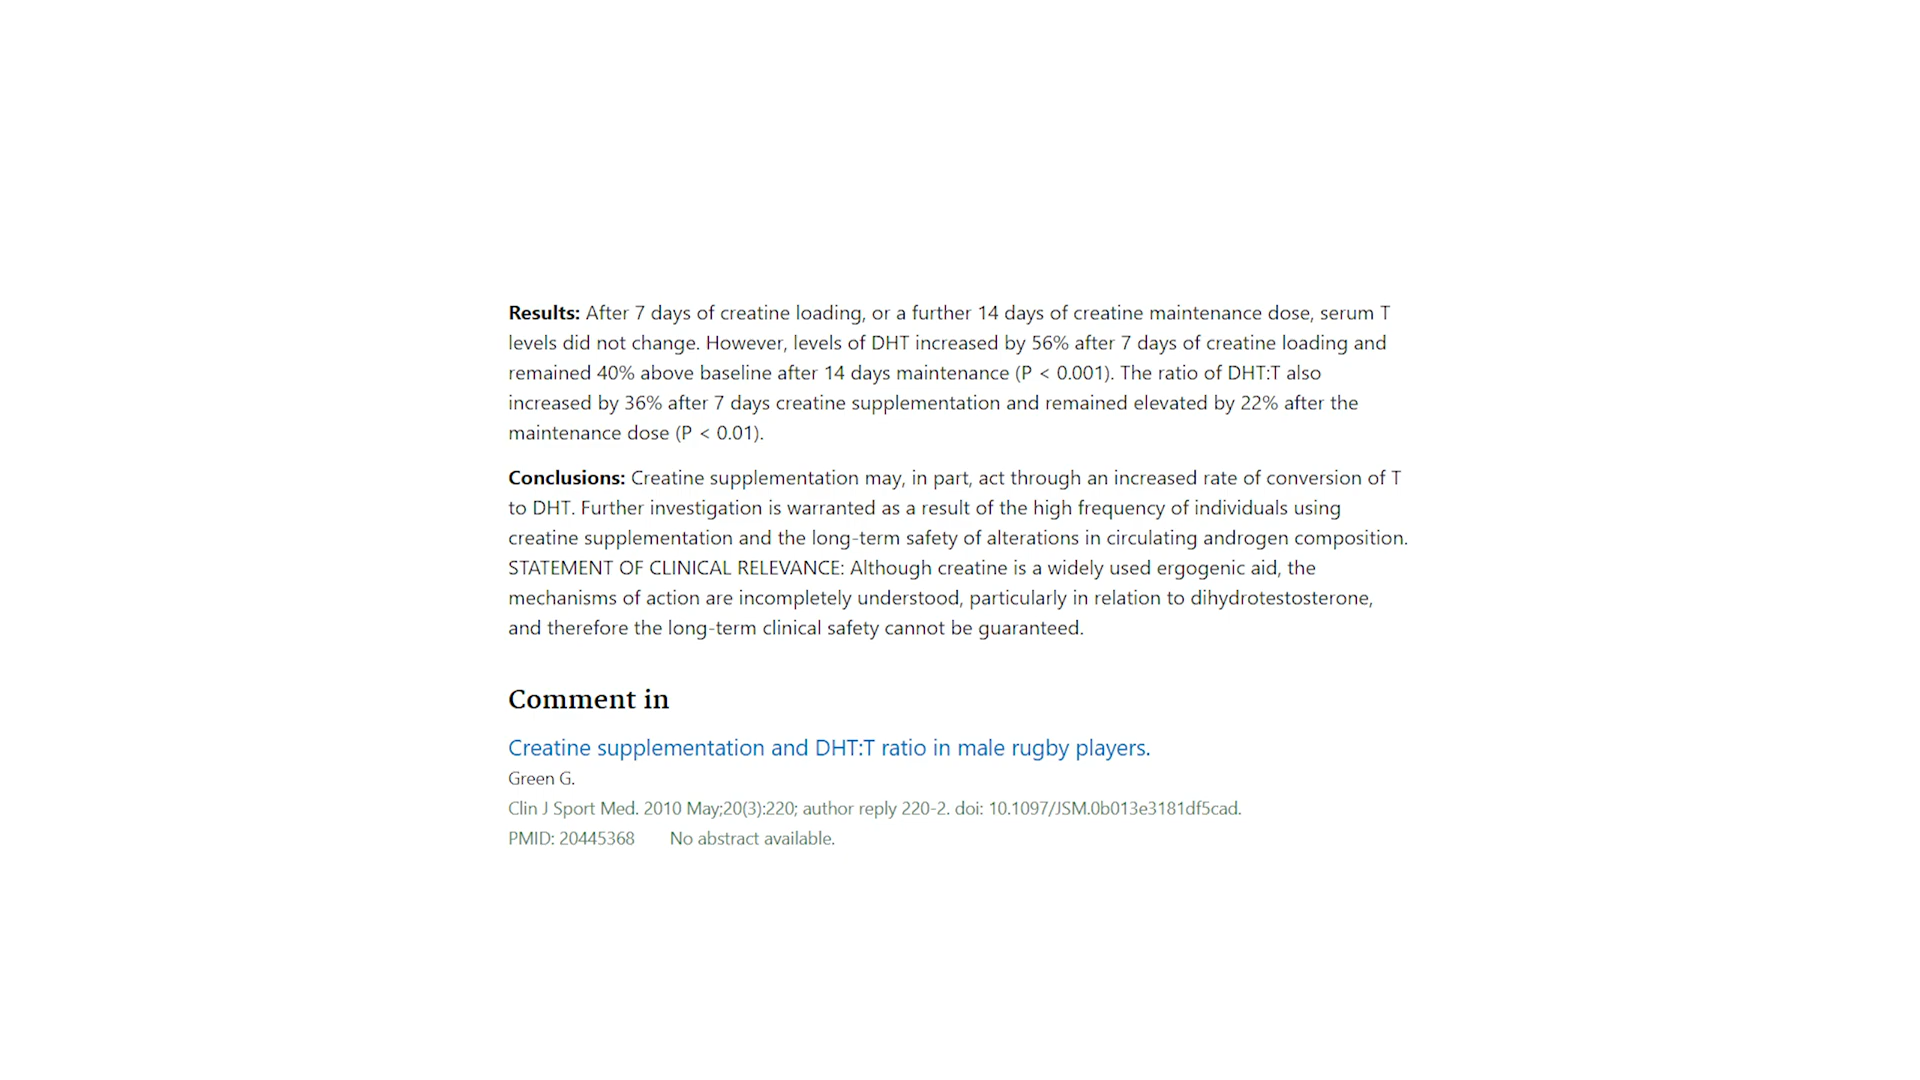 Results: After 7 days of creatine loading, or a further 14 days of creatine maintenance dose, serum T
levels did not change. However, levels of DHT increased by 56% after 7 days of creatine loading and
remained 40% above baseline after 14 days maintenance (P < 0.001). The ratio of DHT:T also
increased by 36% after 7 days creatine supplementation and remained elevated by 22% after the
maintenance dose (P < 0.01).
Conclusions: Creatine supplementation may, in part, act through an increased rate of conversion of T
to DHT. Further investigation is warranted as a result of the high frequency of individuals using
creatine supplementation and the long-term safety of alterations in circulating androgen composition.
STATEMENT OF CLINICAL RELEVANCE: Although creatine is a widely used ergogenic aid, the
mechanisms of action are incompletely understood, particularly in relation to dihydrotestosterone,
and therefore the long-term clinical safety cannot be guaranteed.
Comment in
Creatine supplementation and DHT:T ratio in male rugby players.
Green G.
Clin J Sport Med. 2010 May;20(3):220; author reply 220-2. doi: 10.1097/JSM.0b013e3181df5cad.
PMID: 20445368 No abstract available.